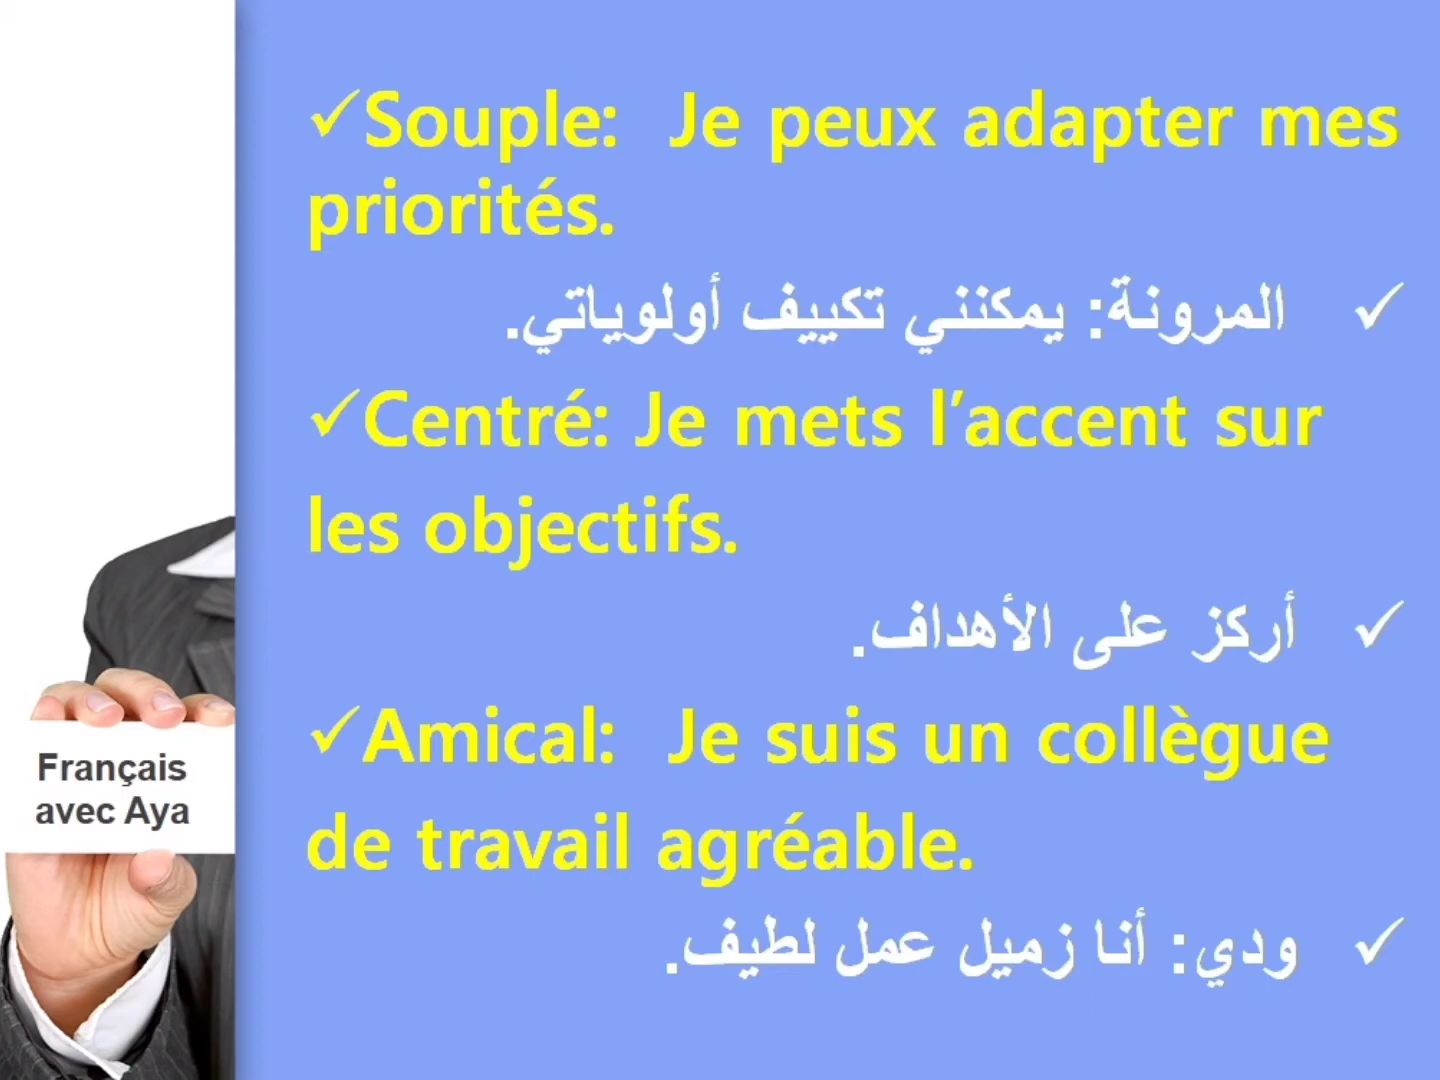 ✓Souple: Je peux adapter mes
priorités.
✓ المرونة: يمكنني تكييف أولوياتي.
✓Centré: Je mets l’accent sur
les objectifs.
✓ أركز على الأهداف.
✓Amical: Je suis un collègue
de travail agréable.
✓ ودي: أنا زميل عمل لطيف.
Français
avec Aya